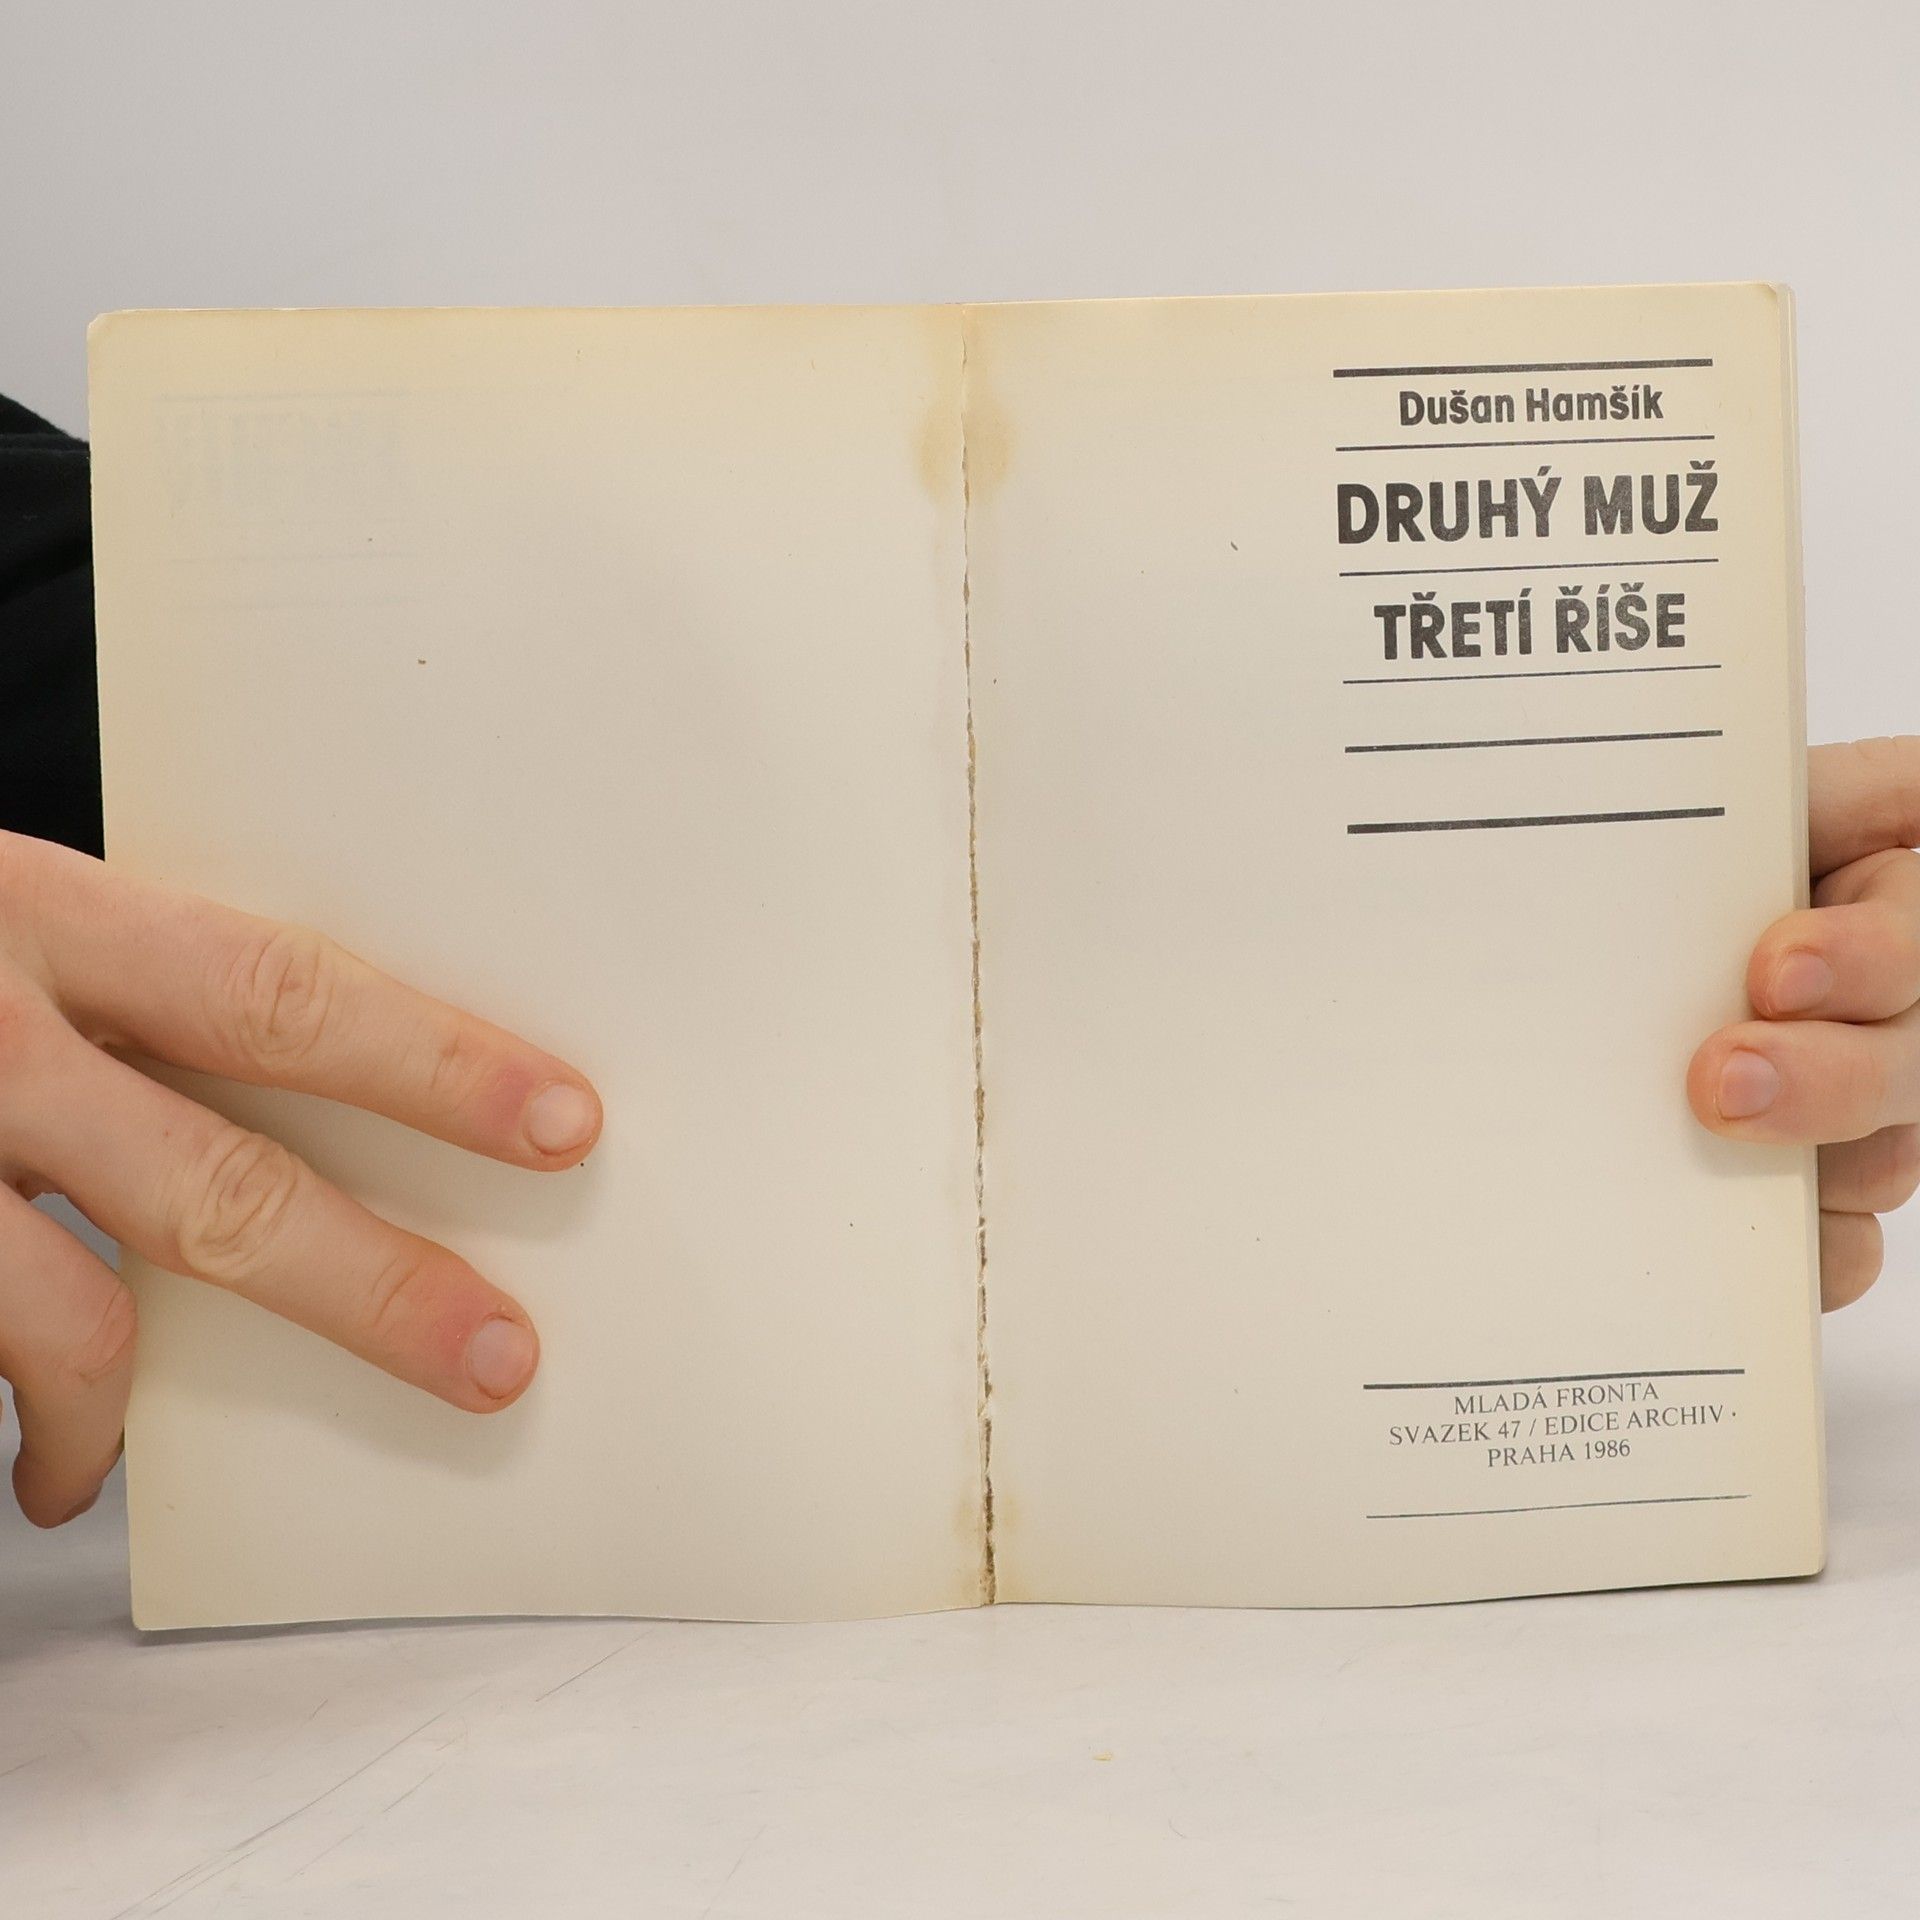 Dušan Hamšík
DRUHÝ MUŽ
TŘETÍ ŘÍŠE
MLADÁ FRONTA
SVAZEK 47 / EDICE ARCHIV
PRAHA 1986